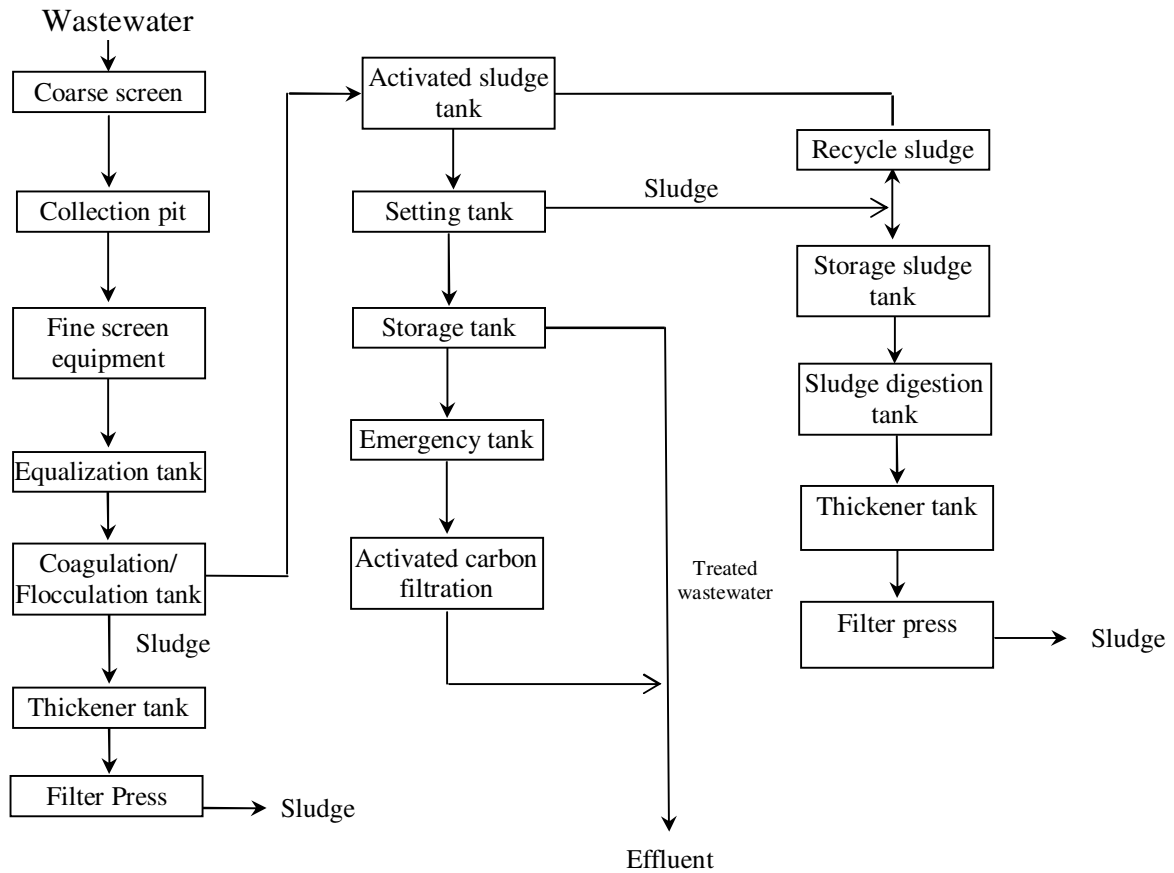 Wastewater
Coarse screen
Collection pit
Fine screen
equipment
Equalization tank
Coagulation/
Flocculation tank
Sludge
Thickener tank
Filter Press
Sludge
Activated sludge
tank
Setting tank
Sludge
Storage tank
Emergency tank
Activated carbon
filtration
Treated
wastewater
Effluent
Recycle sludge
Storage sludge
tank
Sludge digestion
tank
Thickener tank
Filter press
Sludge